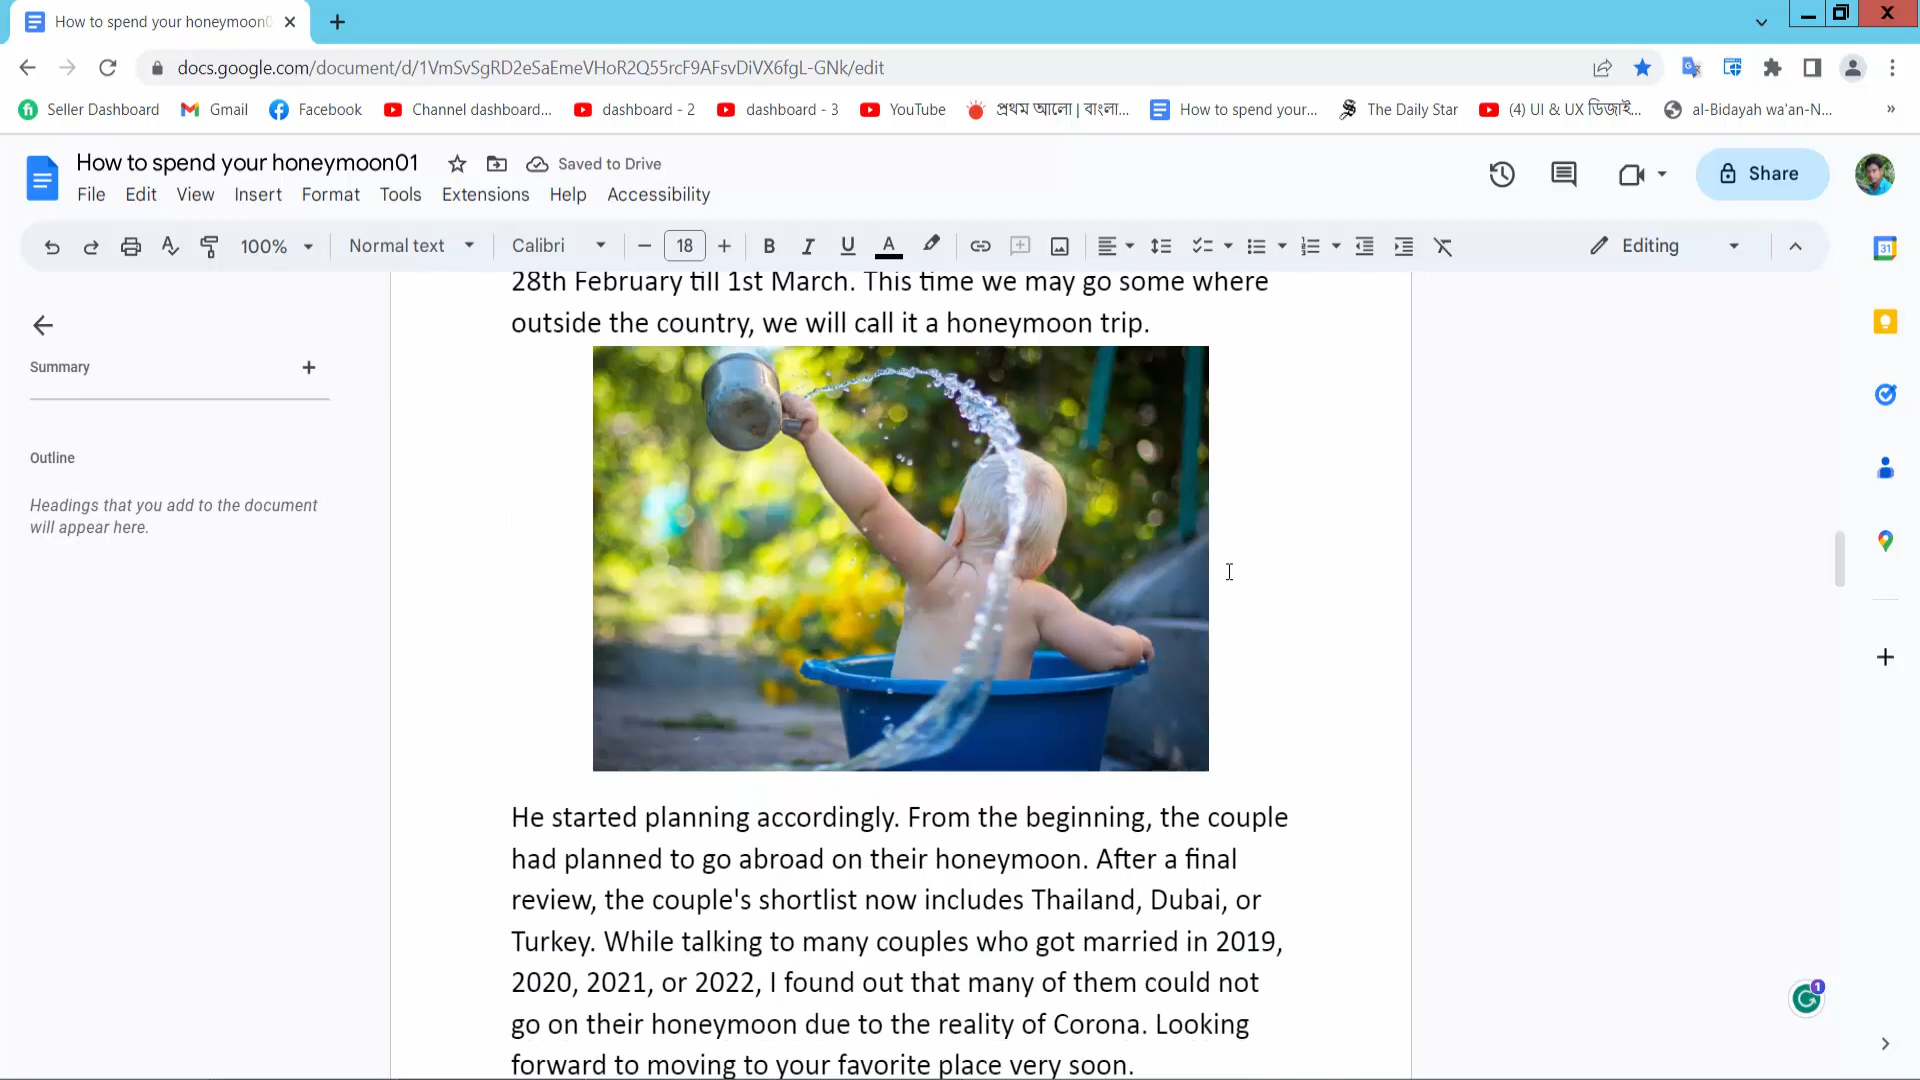 How to spend your honeymoon0
docs.google.com/document/d/1VmSvSgRD2eSaEmeVHoR2Q55rcF9AFsvDiVX6fgL-GNk/edit
Seller Dashboard Gmail Facebook Channel dashboard... dashboard - 2 dashboard - 3 YouTube প্রথম আলো | বাংলা... How to spend your... The Daily Star (4) UI & UX ডিজাই... al-Bidayah wa'an-N... »
How to spend your honeymoon01 Saved to Drive
File Edit View Insert Format Tools Extensions Help Accessibility
Share
100% Normal text Calibri 18 B I U A Editing
31
28th February till 1st March. This time we may go some where
outside the country, we will call it a honeymoon trip.
Summary
Outline
Headings that you add to the document
will appear here.
He started planning accordingly. From the beginning, the couple
had planned to go abroad on their honeymoon. After a final
review, the couple's shortlist now includes Thailand, Dubai, or
Turkey. While talking to many couples who got married in 2019,
2020, 2021, or 2022, I found out that many of them could not
go on their honeymoon due to the reality of Corona. Looking
forward to moving to your favorite place very soon.
1